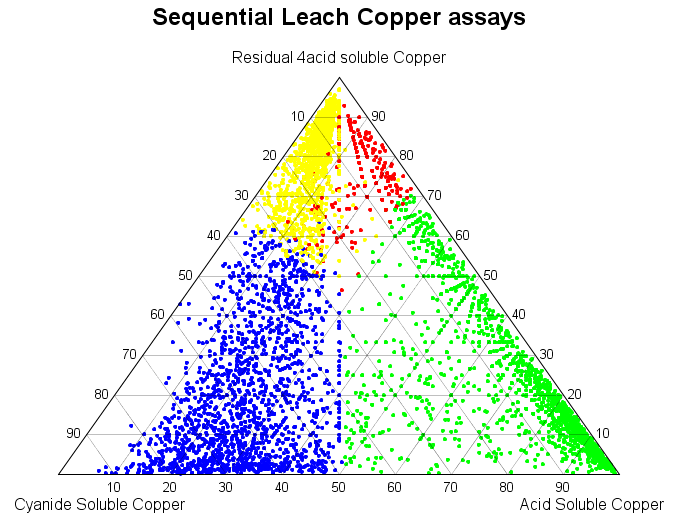 Sequential Leach Copper assays
Residual 4acid soluble Copper
10 90
20 80
30 70
40 60
50 50
60 40
70 30
80 20
90 10
10 20 30 40 50 60 70 80 90
Cyanide Soluble Copper Acid Soluble Copper